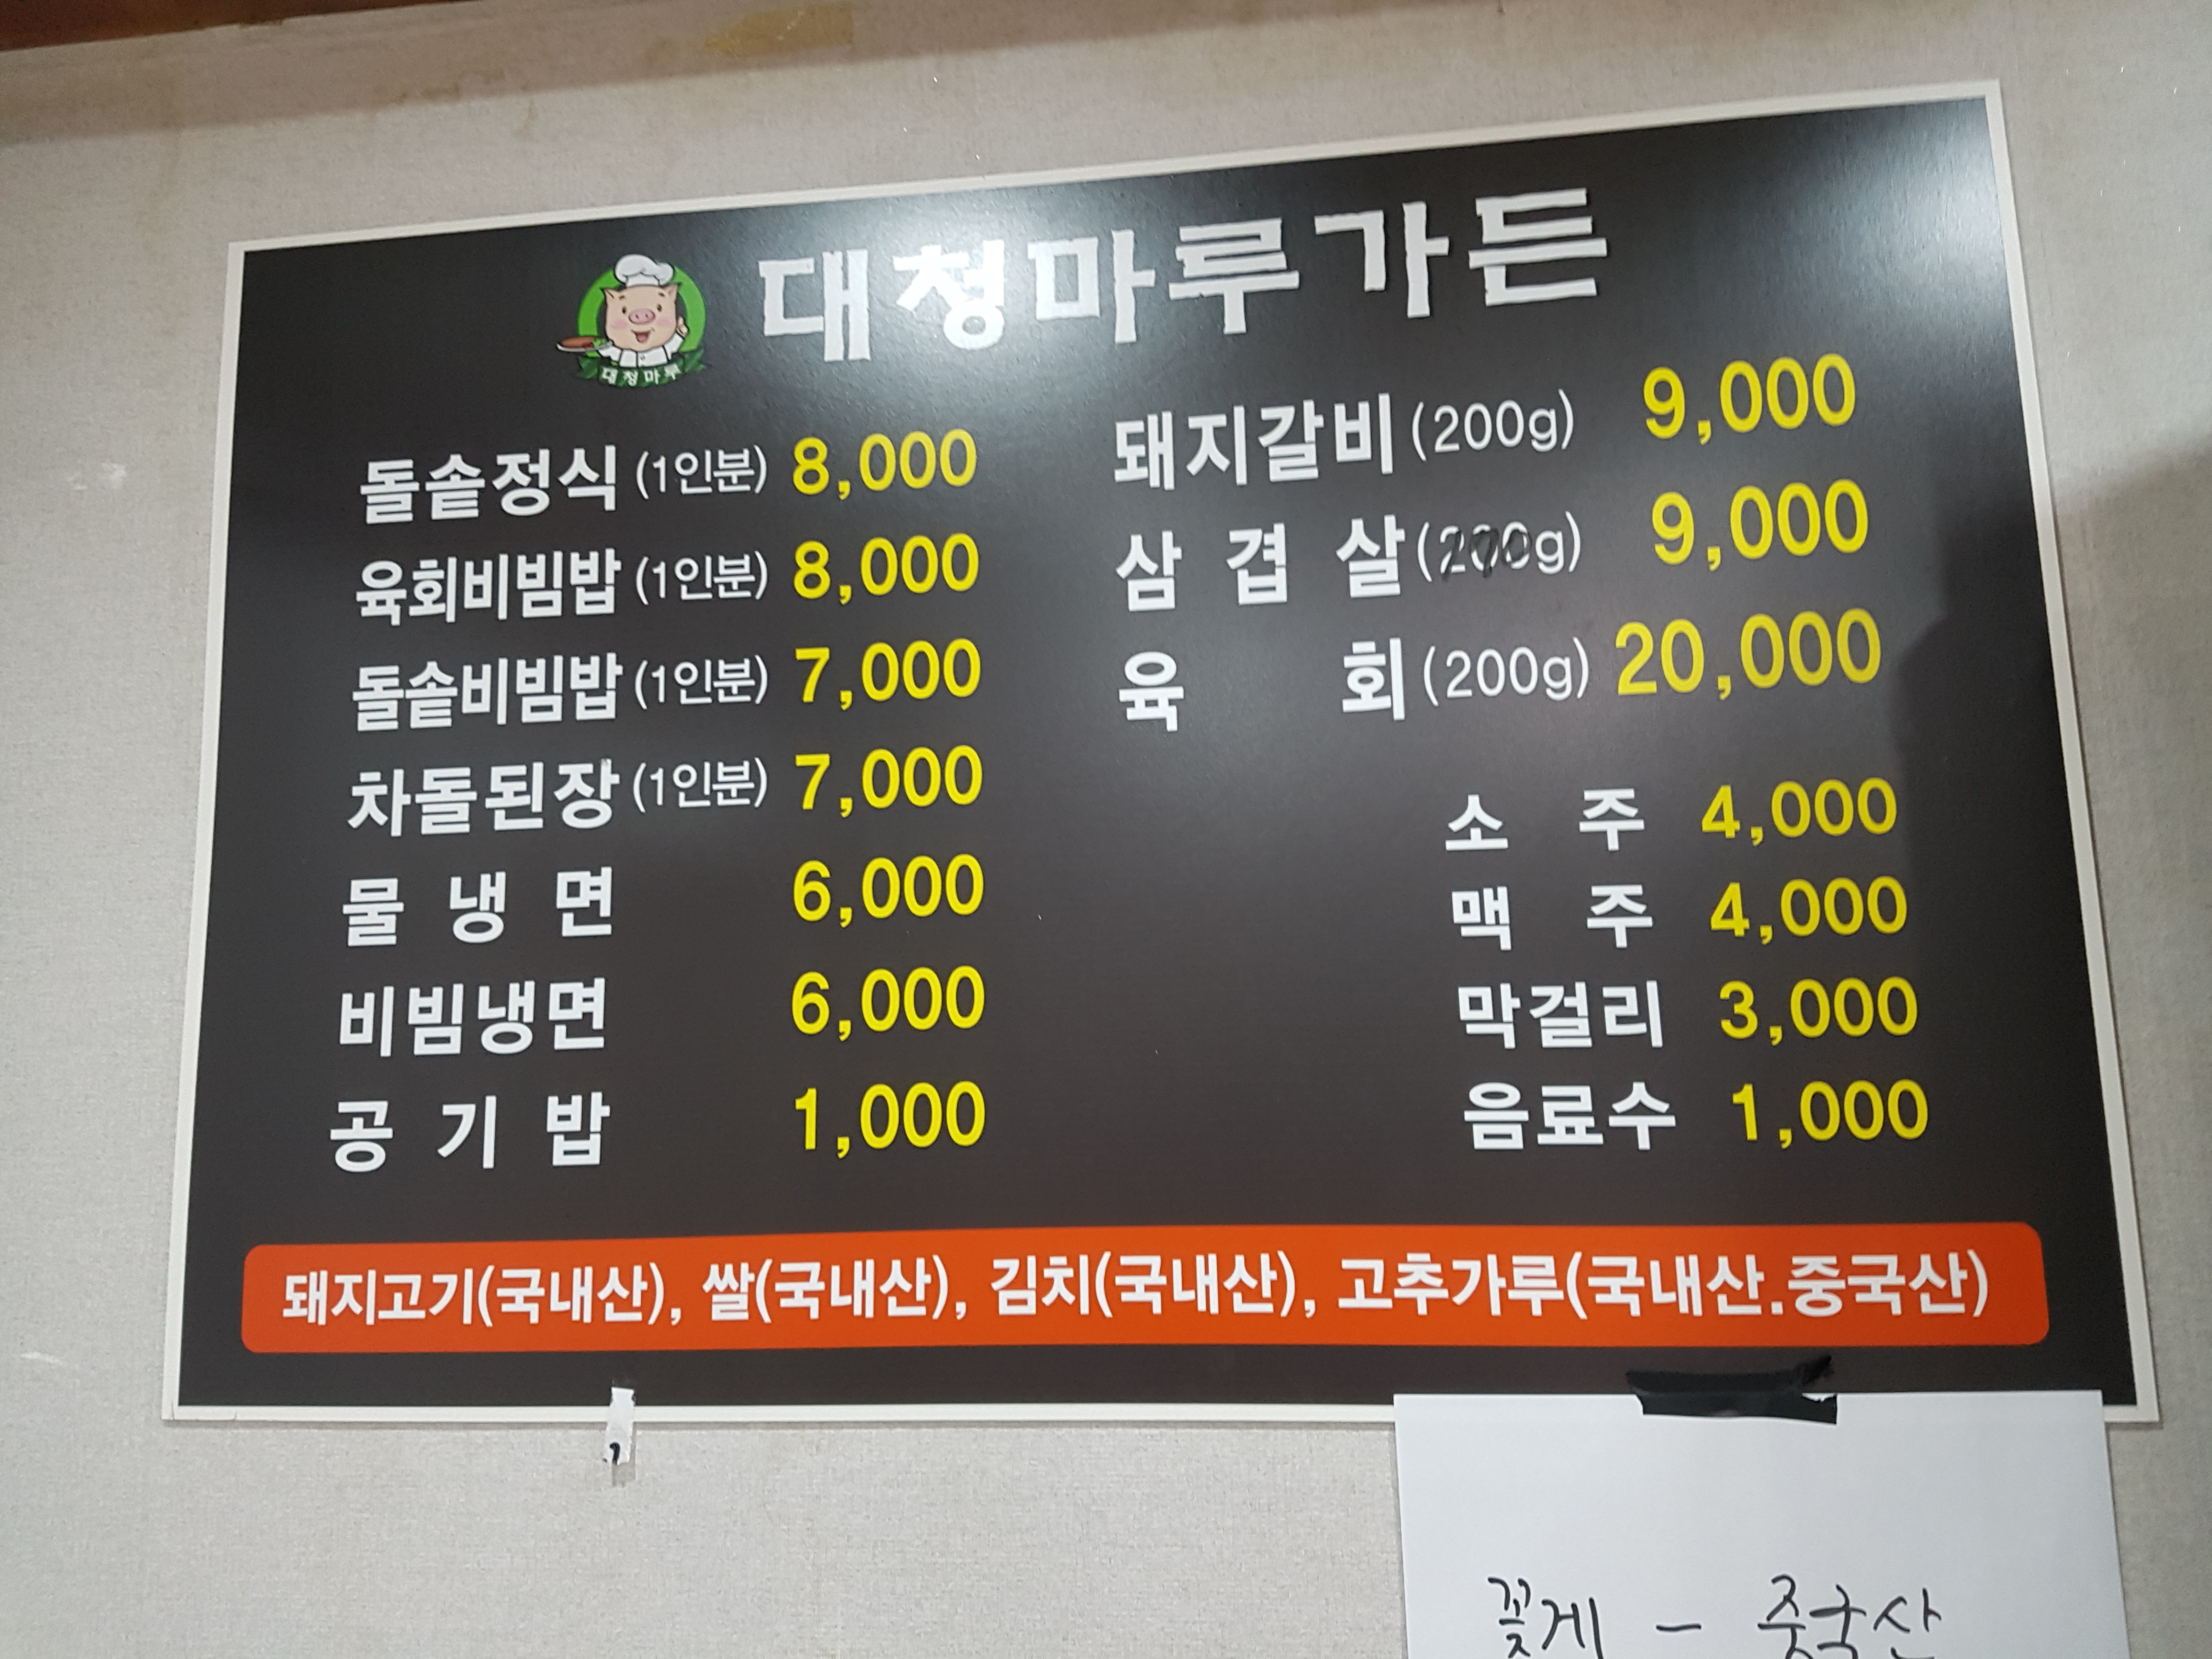 대청마루가든
대청마루
돌솥정식 (1인분) 8,000
육회비빔밥 (1인분) 8,000
돌솥비빔밥 (1인분) 7,000
차돌된장 (1인분) 7,000
물 냉 면 6,000
비빔냉면 6,000
공 기 밥 1,000
돼지갈비 (200g) 9,000
삼 겹 살 (170g) 9,000
육 회 (200g) 20,000
소 주 4,000
맥 주 4,000
막걸리 3,000
음료수 1,000
돼지고기(국내산), 쌀(국내산), 김치(국내산), 고추가루(국내산.중국산)
꽃게 - 중국산